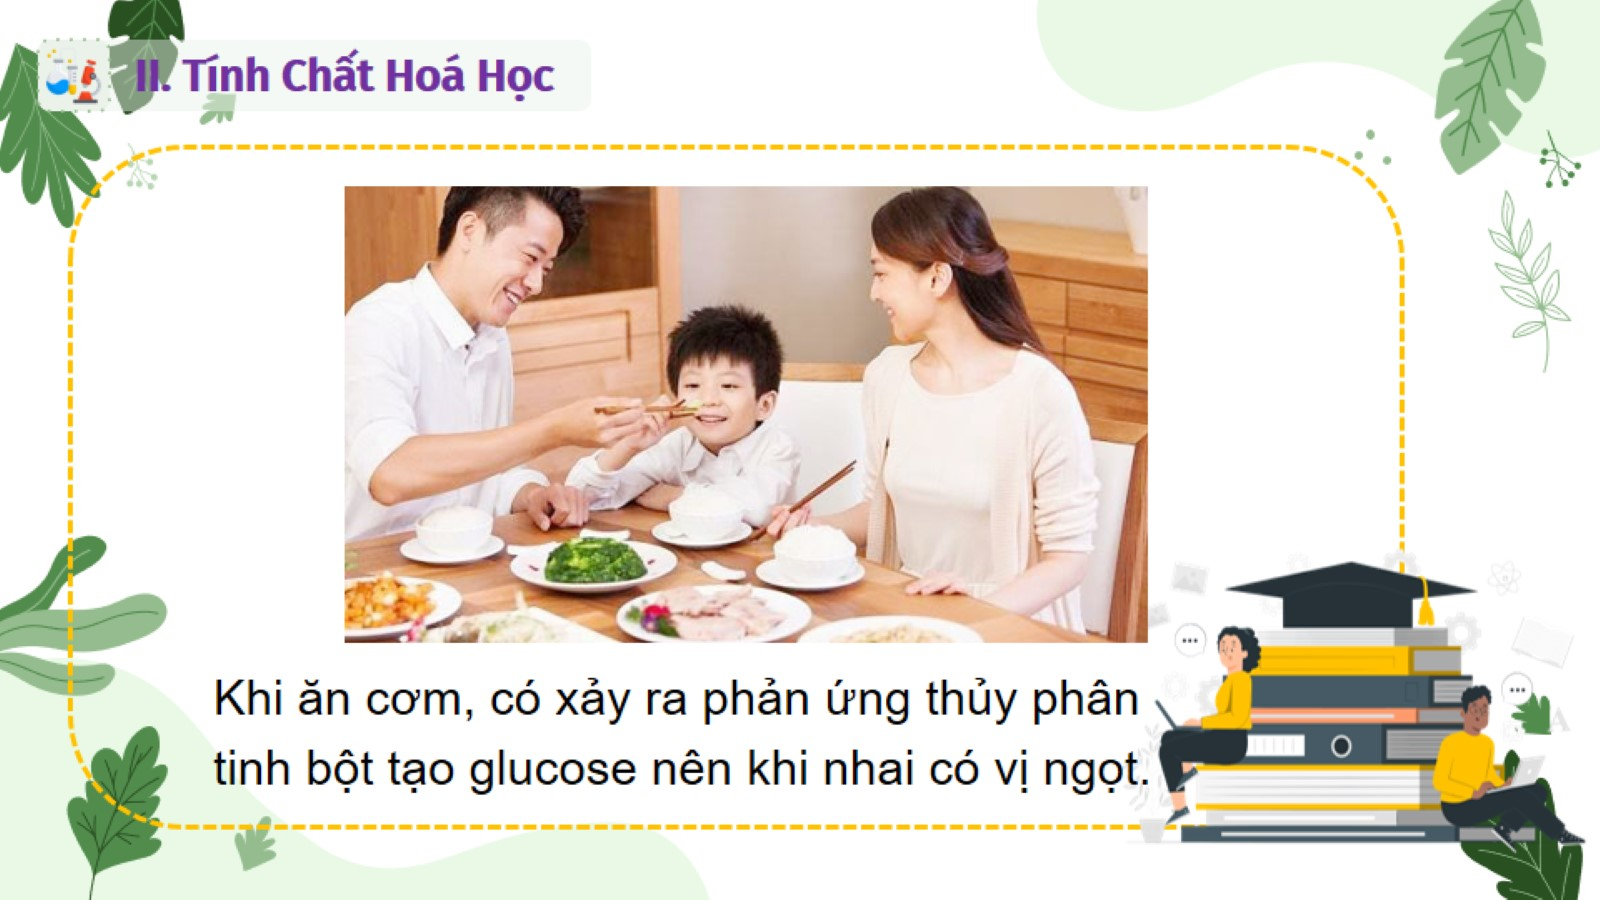 II. Tính Chất Hoá Học
Khi ăn cơm, có xảy ra phản ứng thủy phân
tinh bột tạo glucose nên khi nhai có vị ngọt.